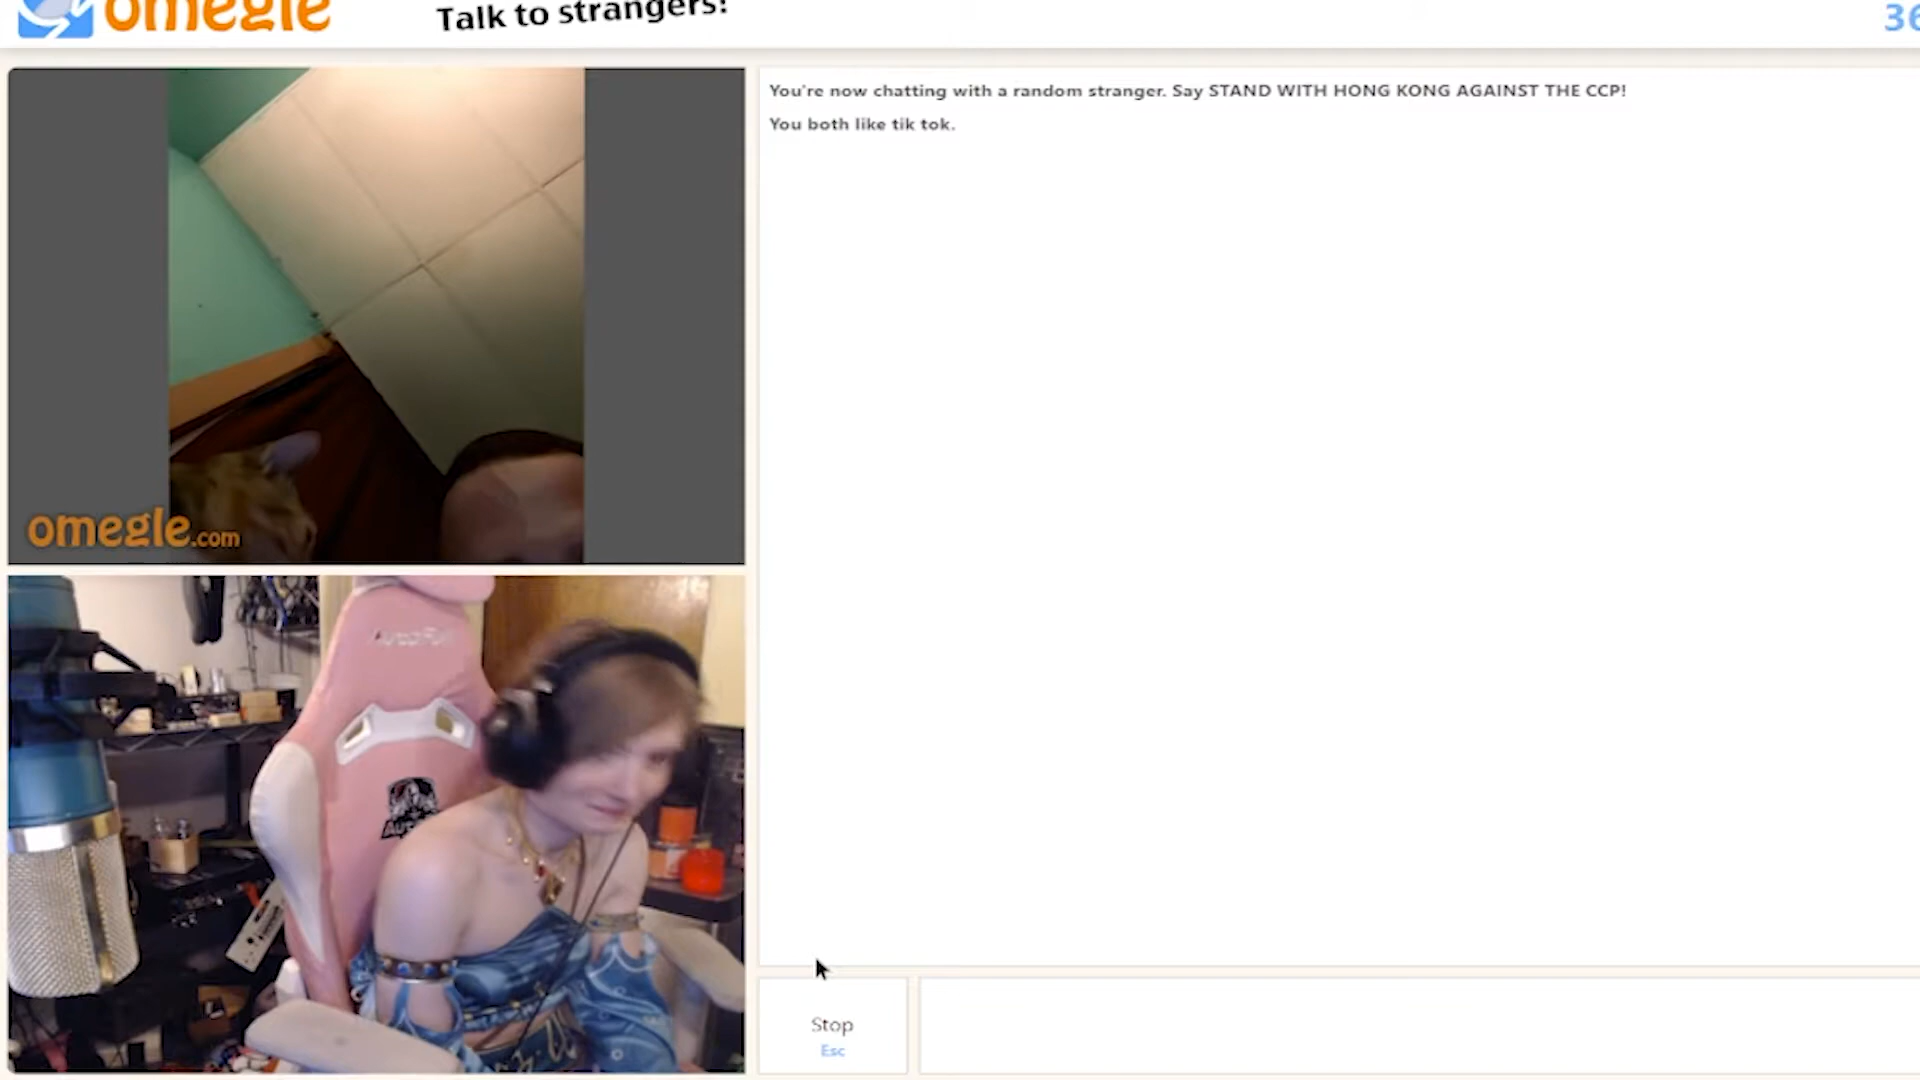 omegle
Talk to strangers!
36
You're now chatting with a random stranger. Say STAND WITH HONG KONG AGAINST THE CCP!
You both like tik tok.
omegle.com
Stop
Esc